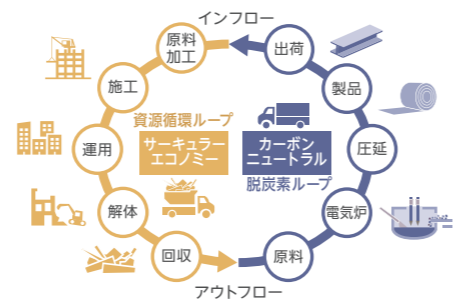 インフロー
原料
加工
出荷
施工
製品
資源循環ループ
サーキュラー
エコノミー
カーボン
ニュートラル
脱炭素ループ
運用
圧延
解体
電気炉
回収
原料
アウトフロー